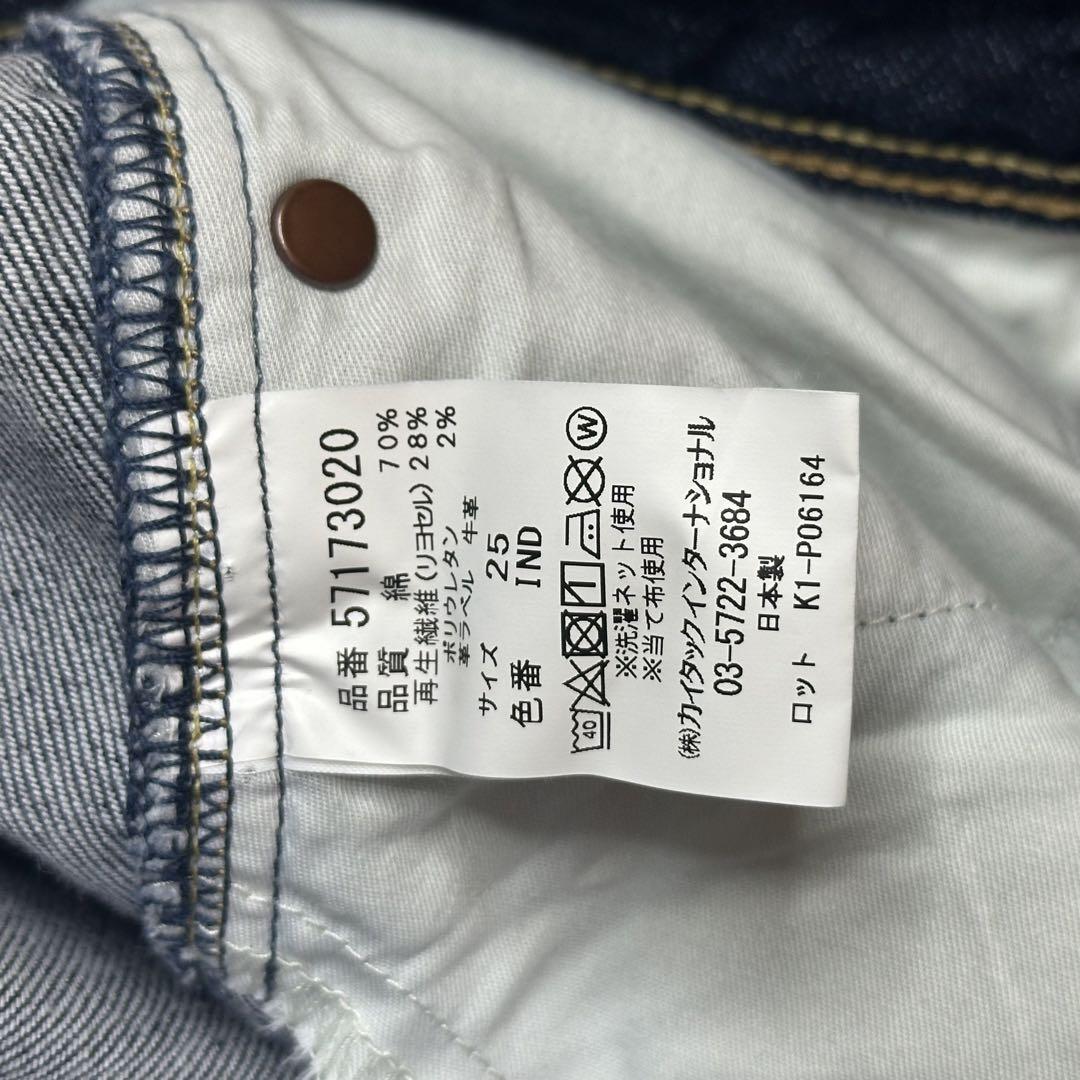 品番 57173020
品質 綿 70%
再生繊維(リヨセル) 28%
ポリウレタン 2%
革ラベル 牛革
サイズ 25
色番 IND
40 1 W
※洗濯ネット使用
※当て布使用
(株)カイタックインターナショナル
03-5722-3684
日本製
ロット K1-P06164